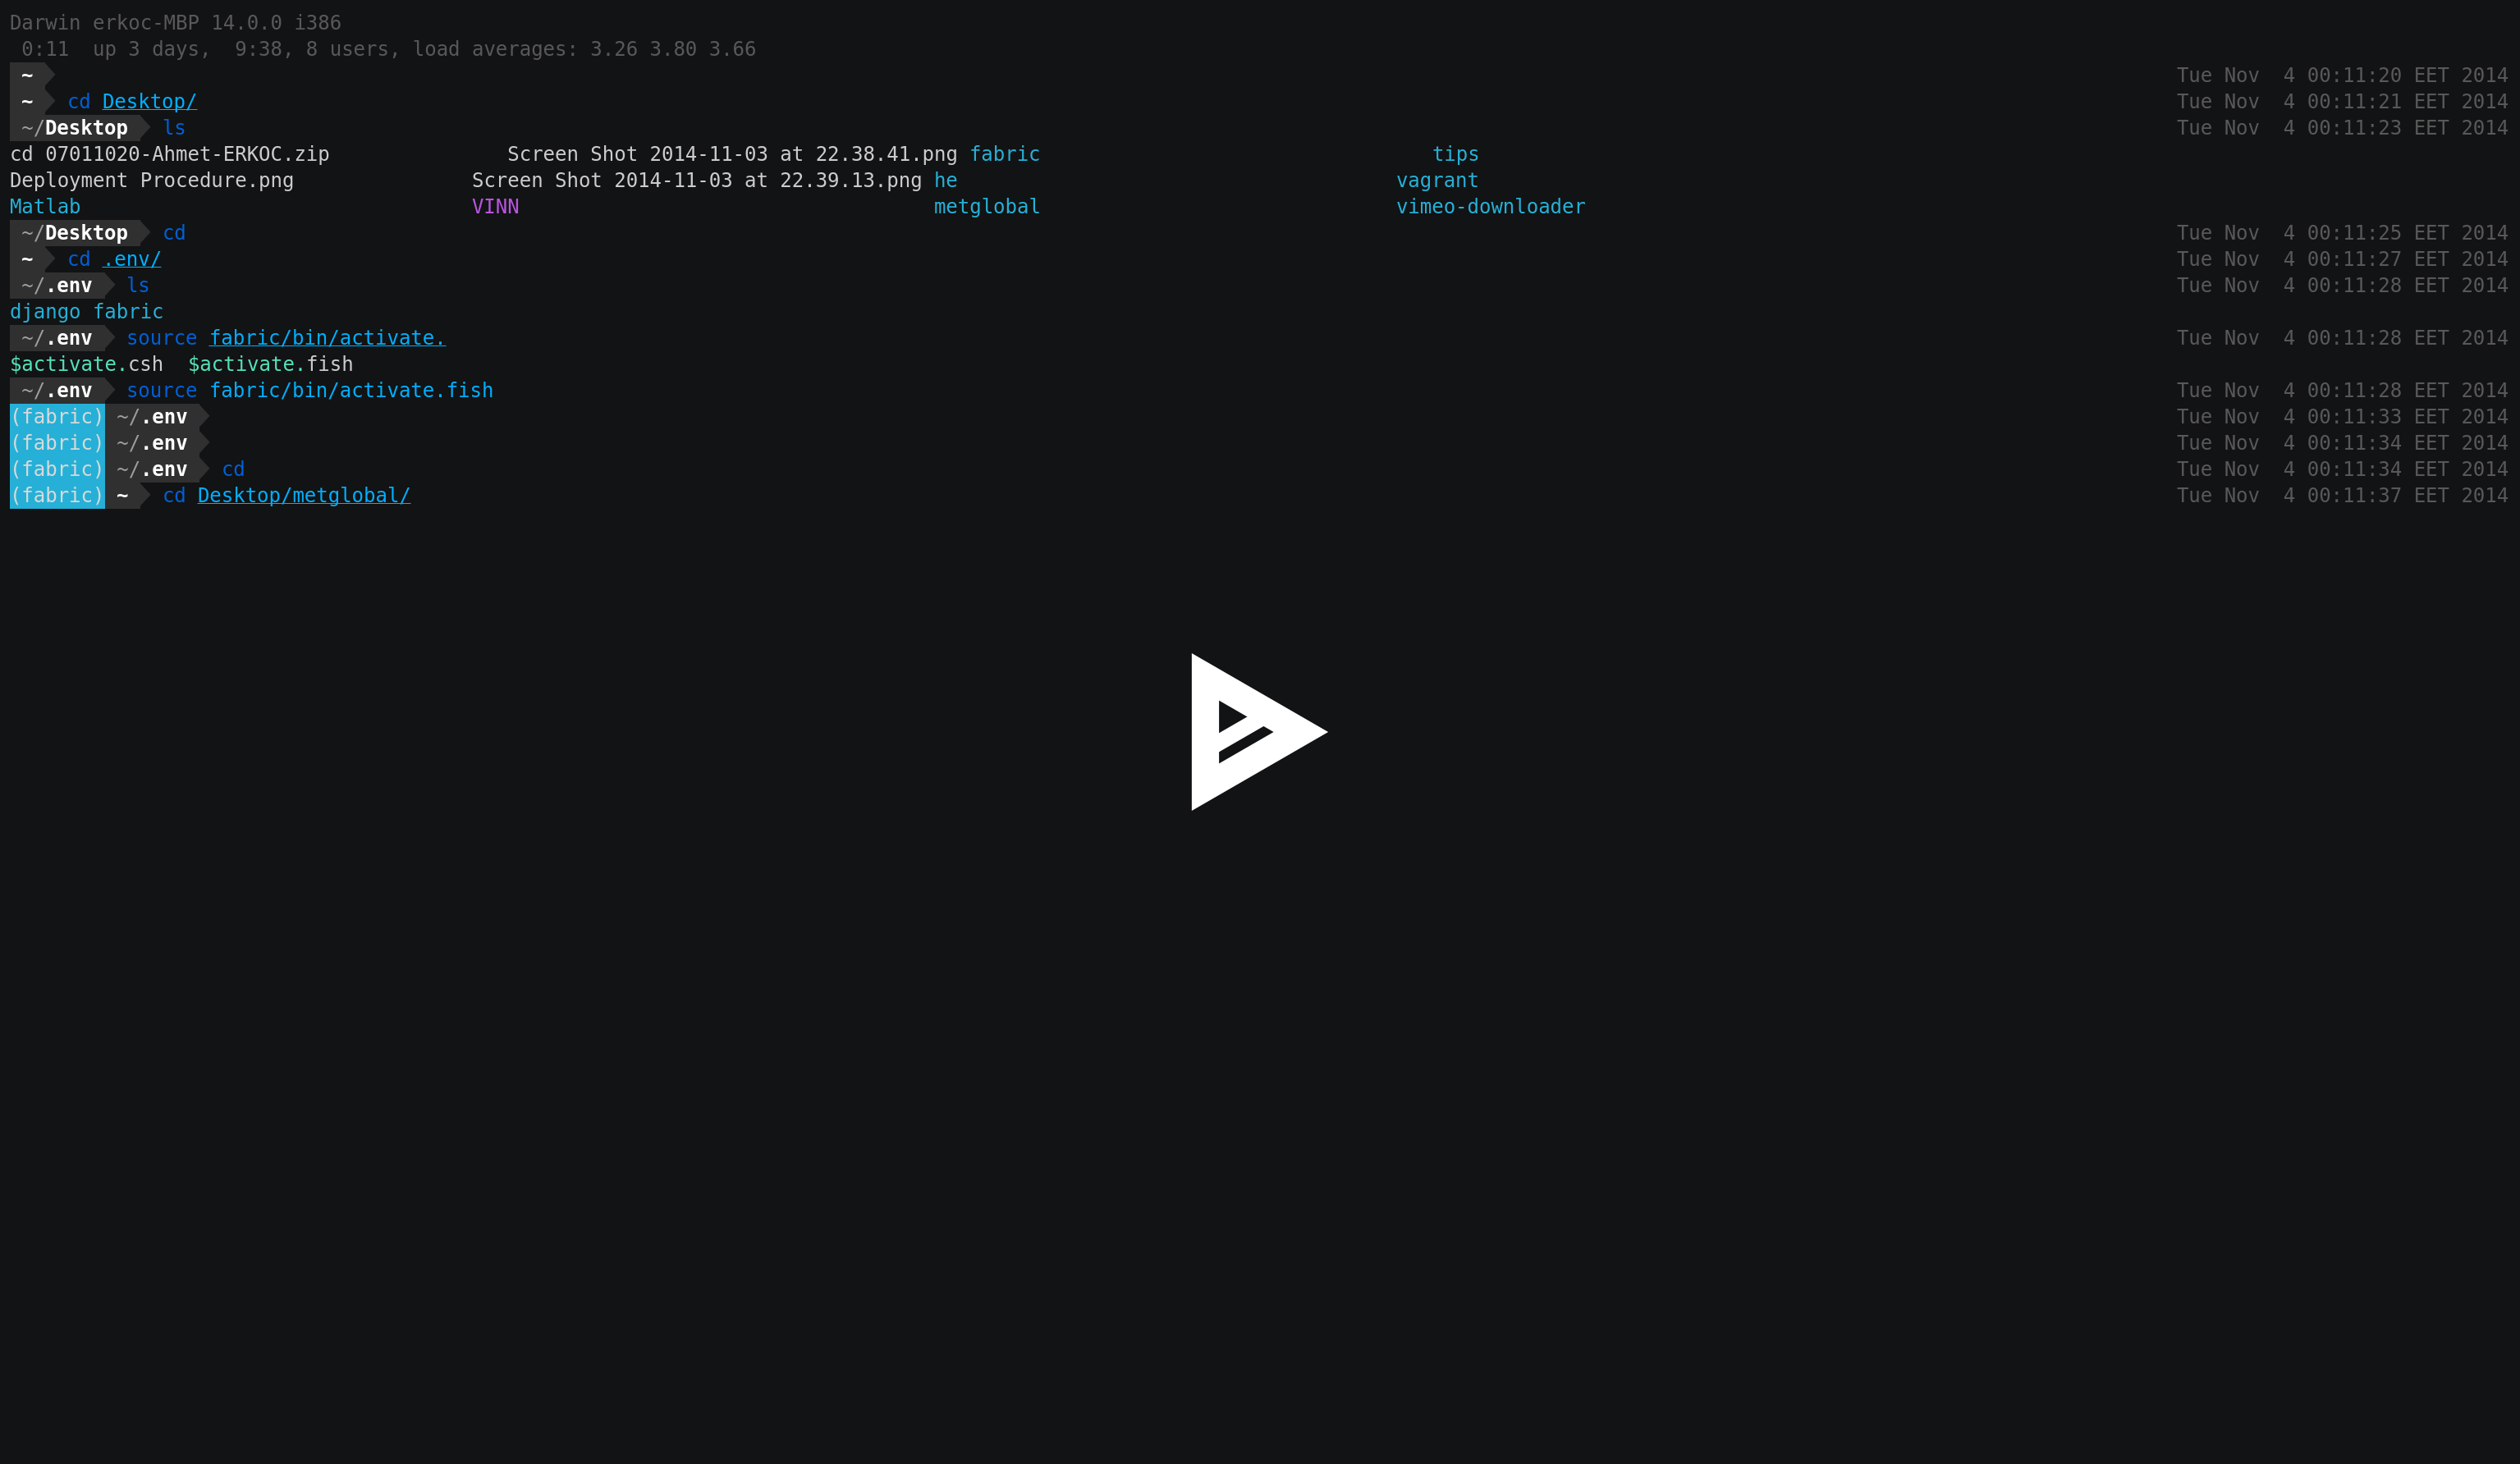 Darwin erkoc-MBP 14.0.0 i386
 0:11  up 3 days,  9:38, 8 users, load averages: 3.26 3.80 3.66
~ Tue Nov  4 00:11:20 EET 2014
~ cd Desktop/ Tue Nov  4 00:11:21 EET 2014
~/Desktop ls Tue Nov  4 00:11:23 EET 2014
cd 07011020-Ahmet-ERKOC.zip Screen Shot 2014-11-03 at 22.38.41.png fabric tips
Deployment Procedure.png Screen Shot 2014-11-03 at 22.39.13.png he vagrant
Matlab VINN metglobal vimeo-downloader
~/Desktop cd Tue Nov  4 00:11:25 EET 2014
~ cd .env/ Tue Nov  4 00:11:27 EET 2014
~/.env ls Tue Nov  4 00:11:28 EET 2014
django fabric
~/.env source fabric/bin/activate. Tue Nov  4 00:11:28 EET 2014
$activate.csh  $activate.fish
~/.env source fabric/bin/activate.fish Tue Nov  4 00:11:28 EET 2014
(fabric) ~/.env Tue Nov  4 00:11:33 EET 2014
(fabric) ~/.env Tue Nov  4 00:11:34 EET 2014
(fabric) ~/.env cd Tue Nov  4 00:11:34 EET 2014
(fabric) ~ cd Desktop/metglobal/ Tue Nov  4 00:11:37 EET 2014